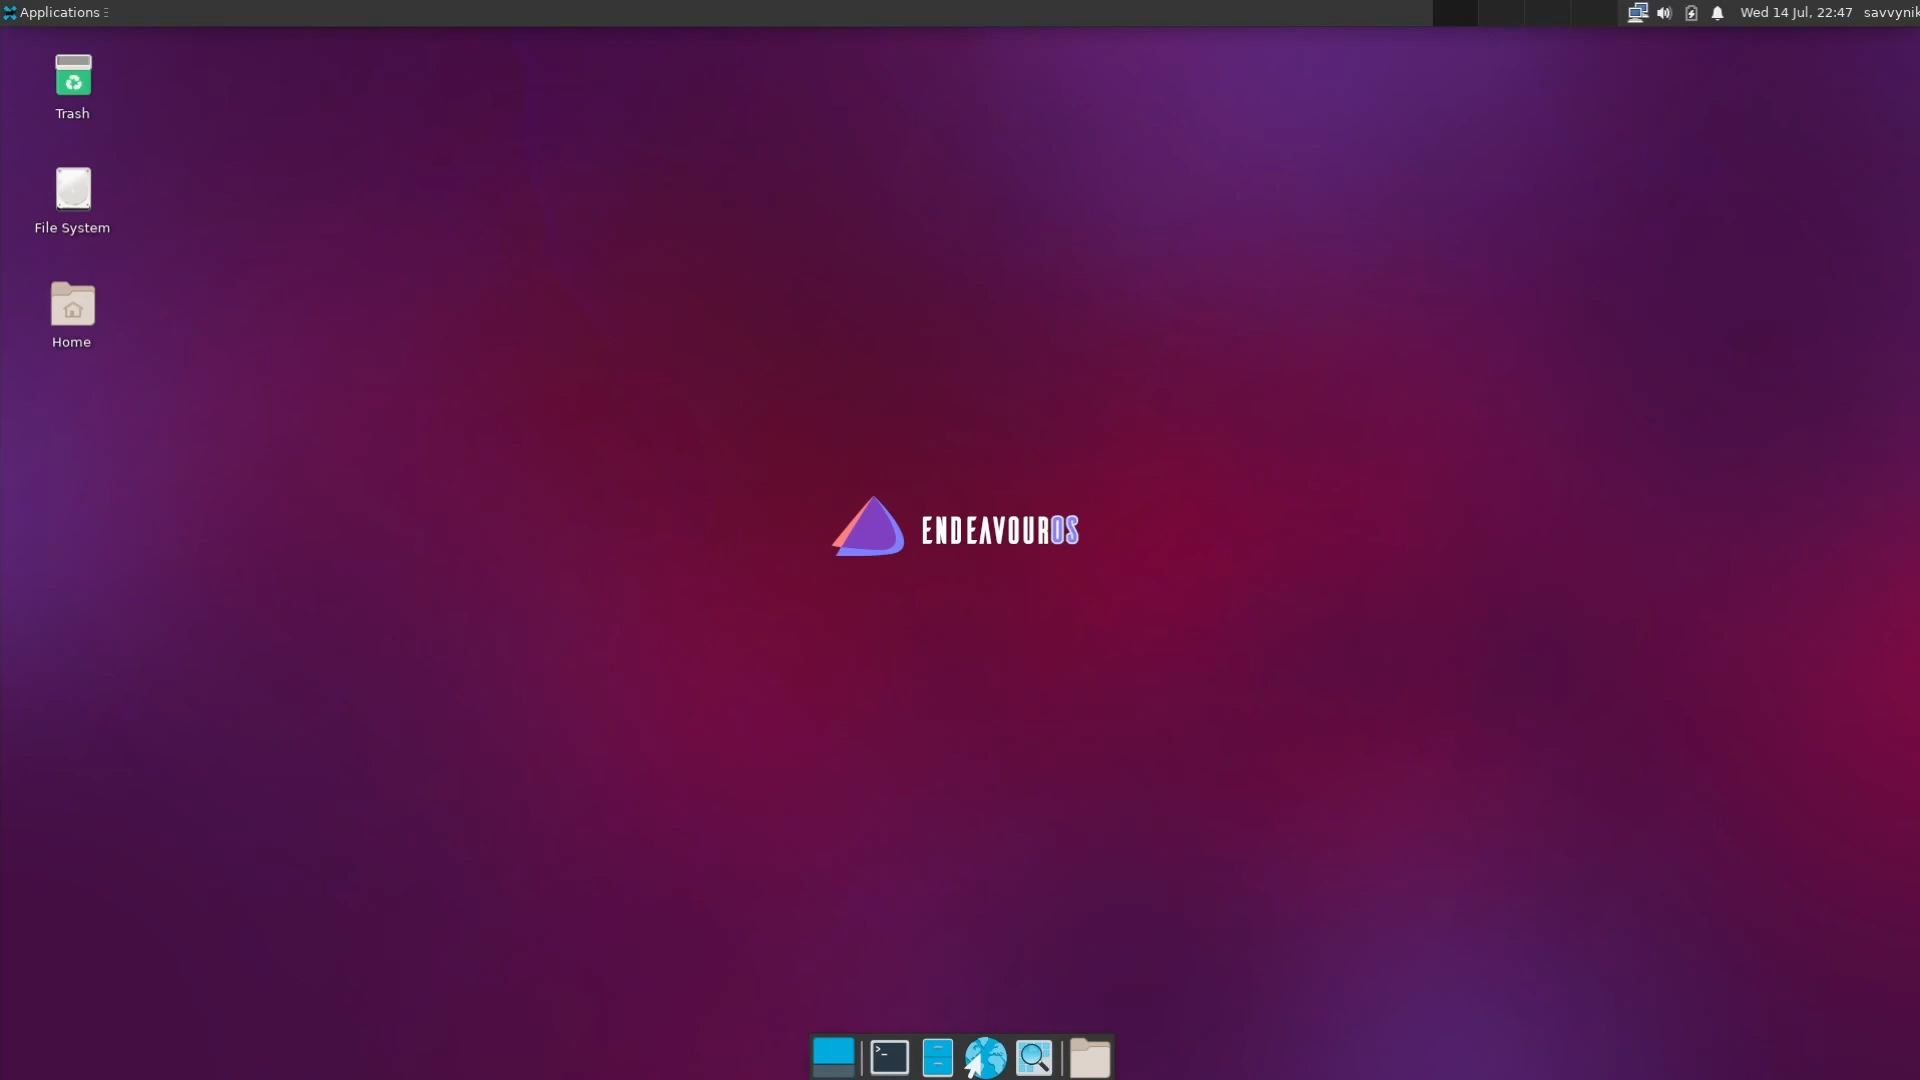 Applications
Wed 14 Jul, 22:47 savvynik
Trash
File System
Home
ENDEAVOUROS
>_